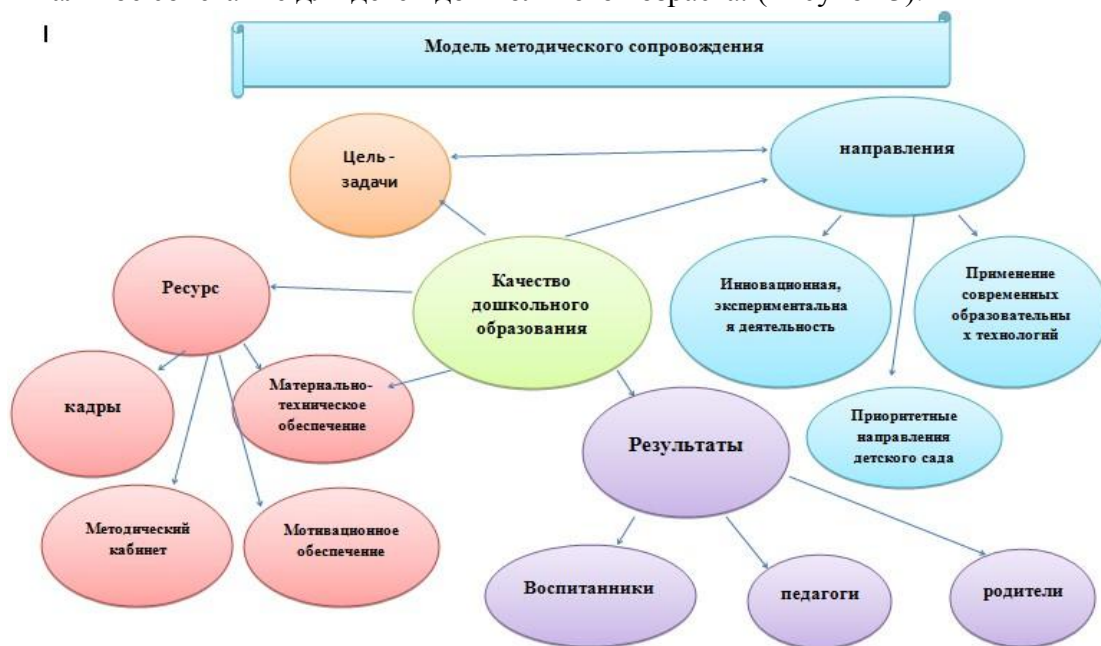 Модель методического сопровождения
Цель -
задачи
направления
Ресурс
Качество
дошкольного
образования
Инновационная,
экспериментальна
я деятельность
Применение
современных
образовательны
х технологий
кадры
Материально-
техническое
обеспечение
Приоритетные
направления
детского сада
Результаты
Методический
кабинет
Мотивационное
обеспечение
Воспитанники
педагоги
родители